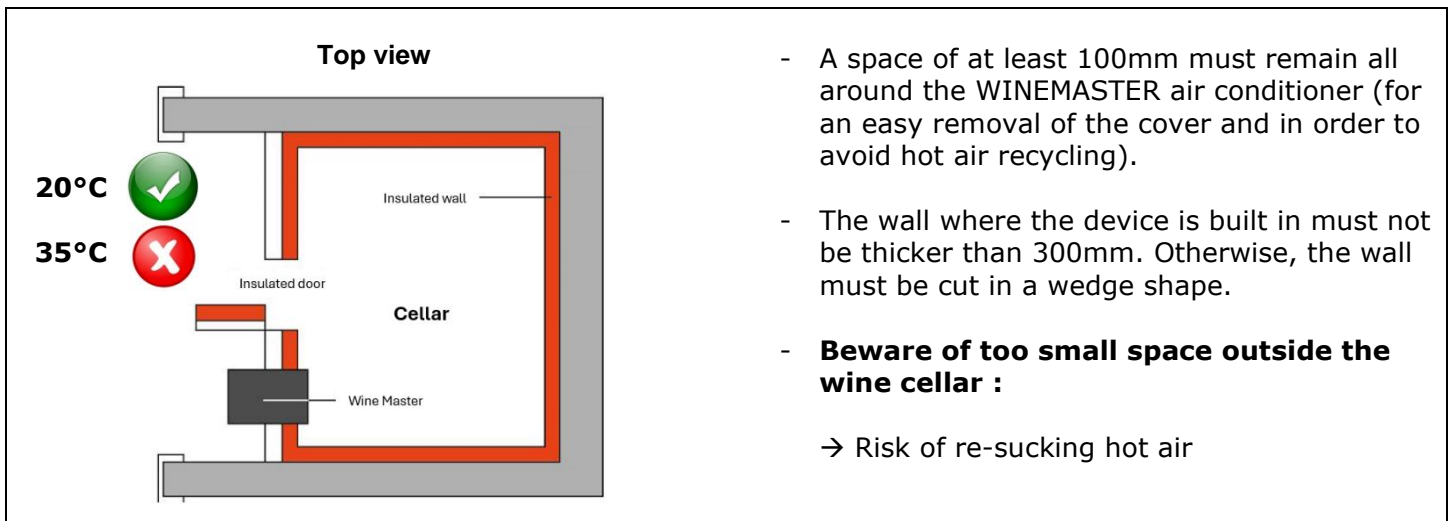 Top view
20°C
35°C
Insulated wall
Insulated door
Cellar
Wine Master
- A space of at least 100mm must remain all
around the WINEMASTER air conditioner (for
an easy removal of the cover and in order to
avoid hot air recycling).
- The wall where the device is built in must not
be thicker than 300mm. Otherwise, the wall
must be cut in a wedge shape.
- Beware of too small space outside the
wine cellar :
→ Risk of re-sucking hot air